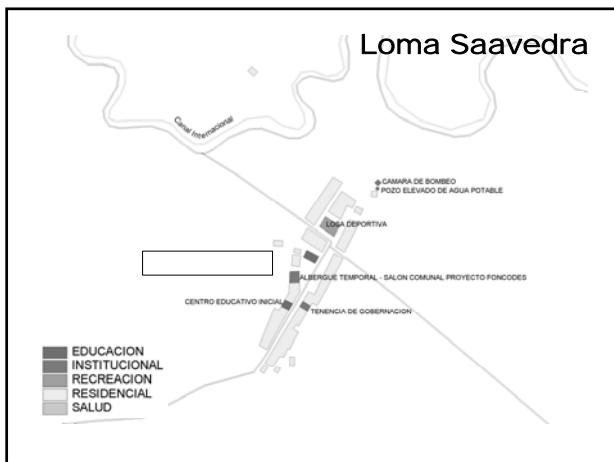 Loma Saavedra
Canal Internacional
CAMARA DE BOMBEO
POZO ELEVADO DE AGUA POTABLE
LOSA DEPORTIVA
ALBERGUE TEMPORAL - SALON COMUNAL PROYECTO FONCODES
CENTRO EDUCATIVO INICIAL
TENENCIA DE GOBERNACION
EDUCACION
INSTITUCIONAL
RECREACION
RESIDENCIAL
SALUD